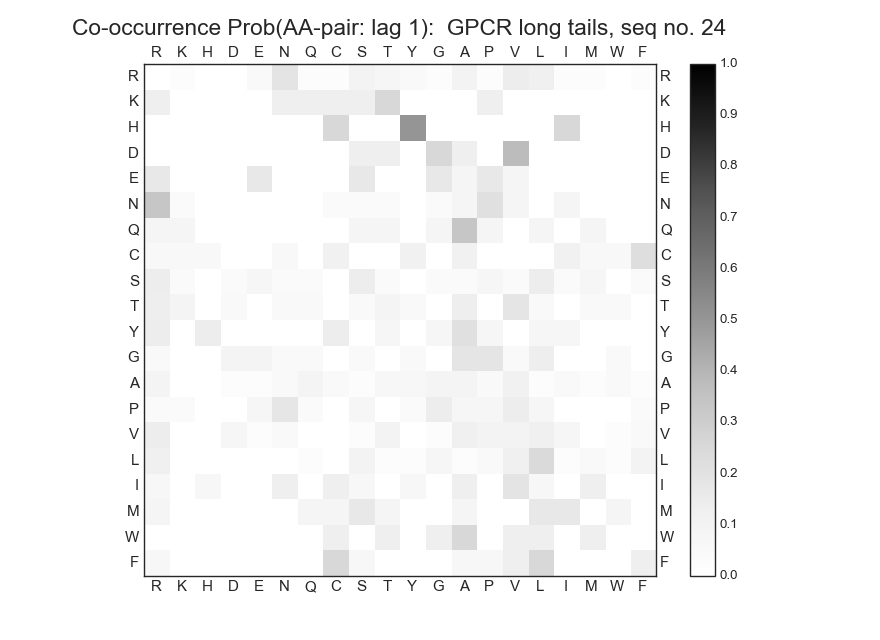 Co-occurrence Prob(AA-pair: lag 1):  GPCR long tails, seq no. 24
R K H D E N Q C S T Y G A P V L I M W F
R R
K K
H H
D D
E E
N N
Q Q
C C
S S
T T
Y Y
G G
A A
P P
V V
L L
I I
M M
W W
F F
R K H D E N Q C S T Y G A P V L I M W F
1.0
0.9
0.8
0.7
0.6
0.5
0.4
0.3
0.2
0.1
0.0